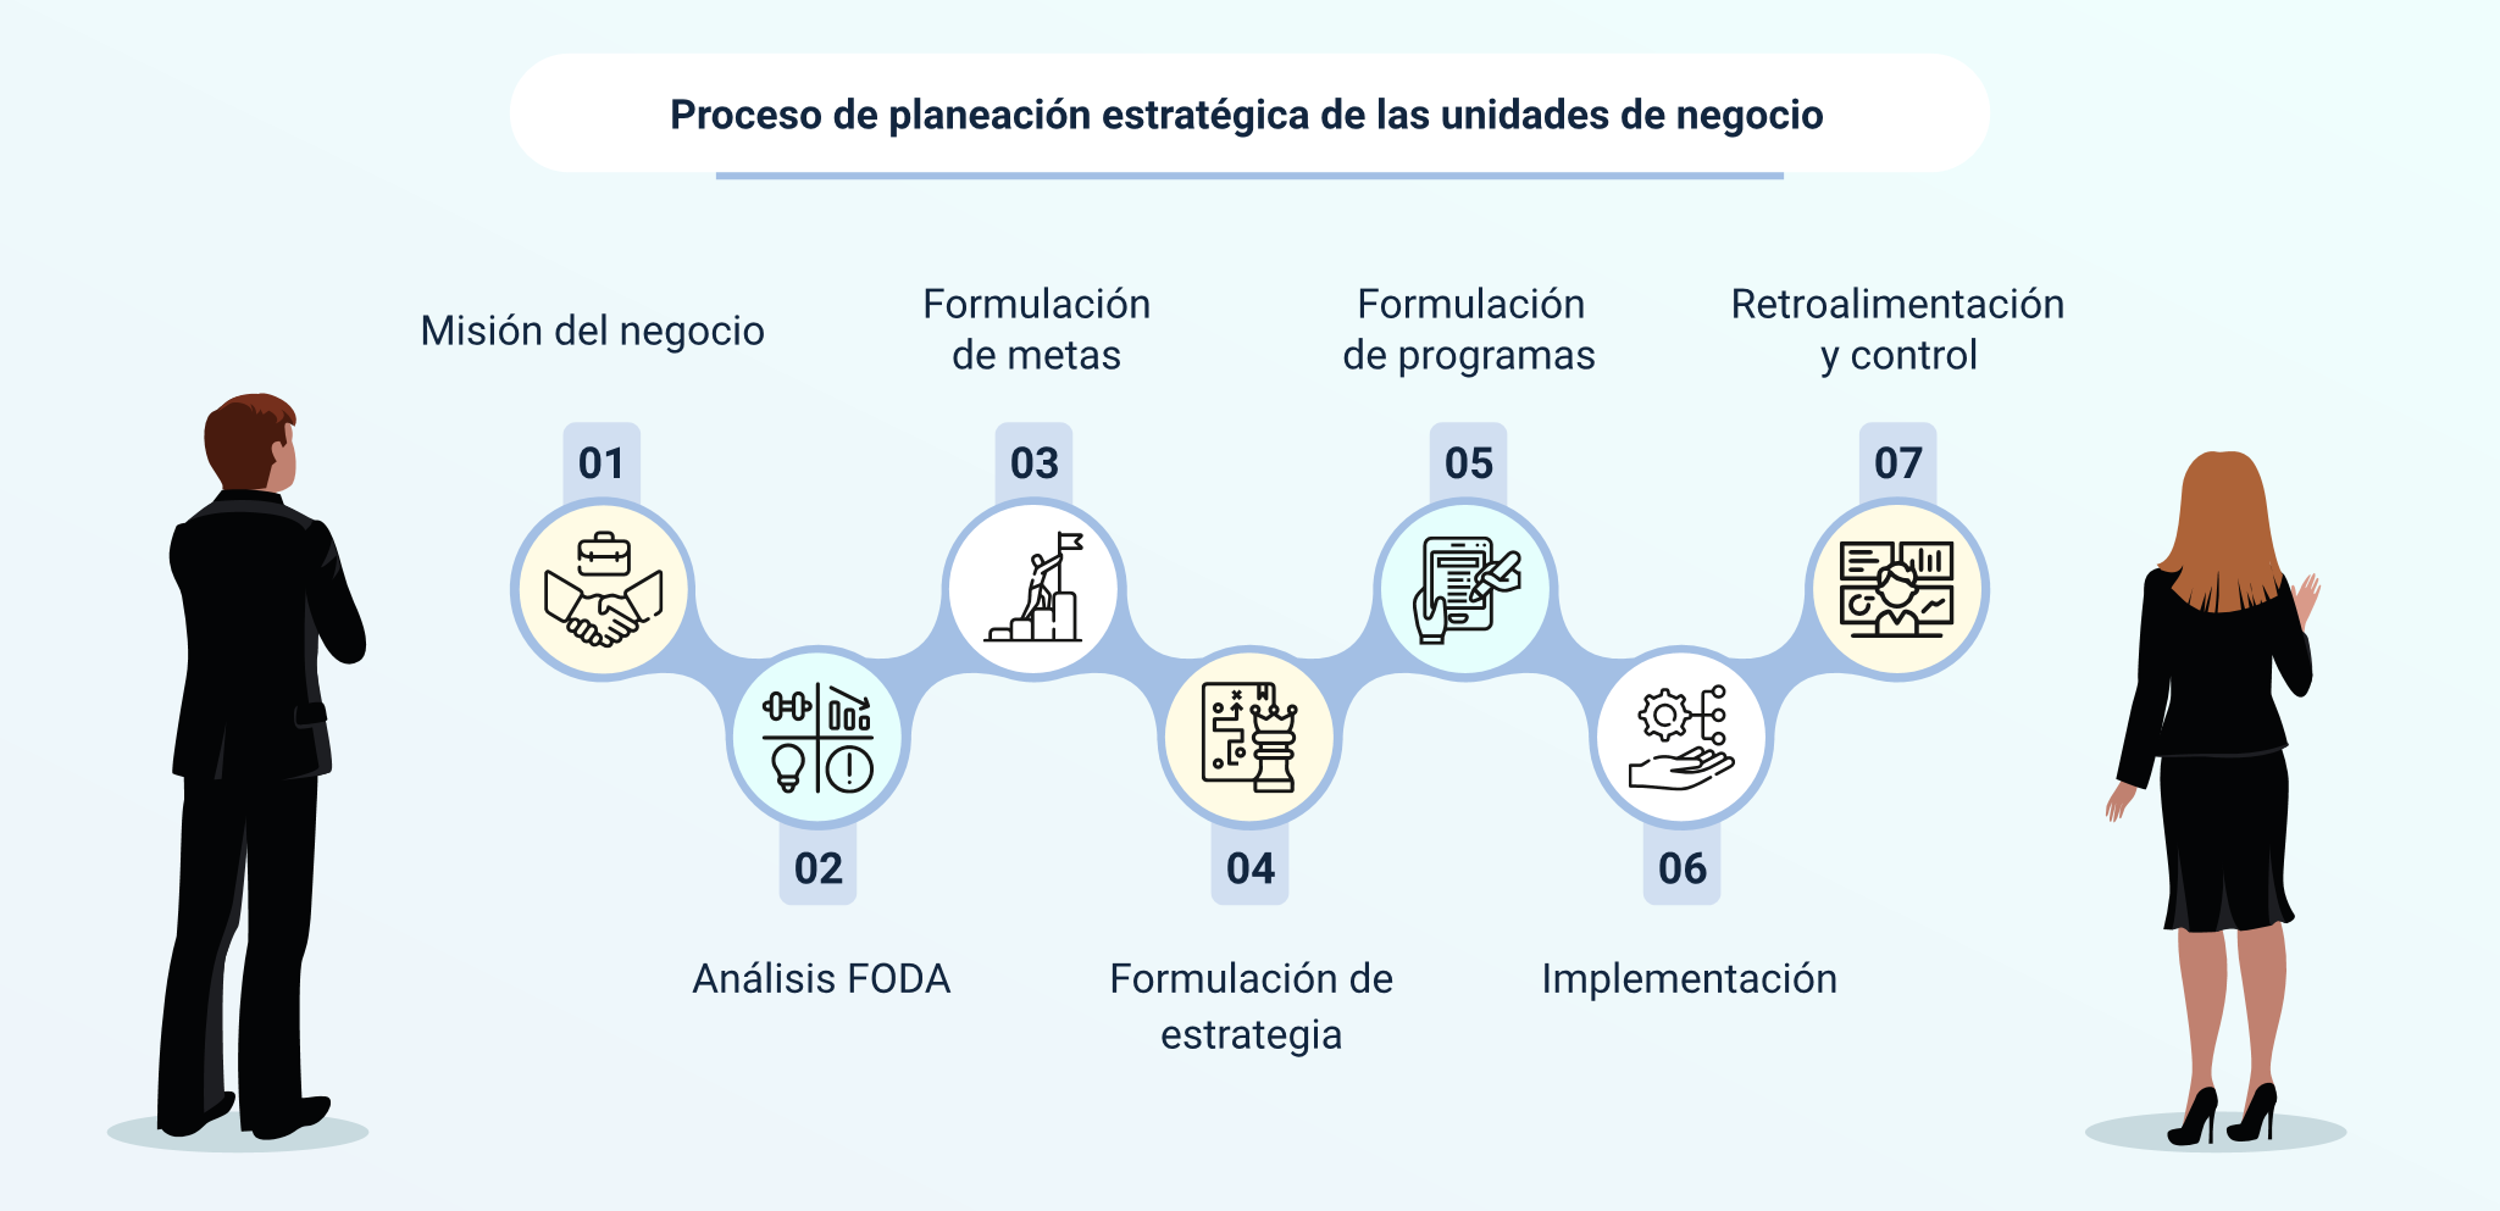 Proceso de planeación estratégica de las unidades de negocio
Misión del negocio
01
Análisis FODA
02
Formulación
de metas
03
Formulación de
estrategia
04
Formulación
de programas
05
Implementación
06
Retroalimentación
y control
07